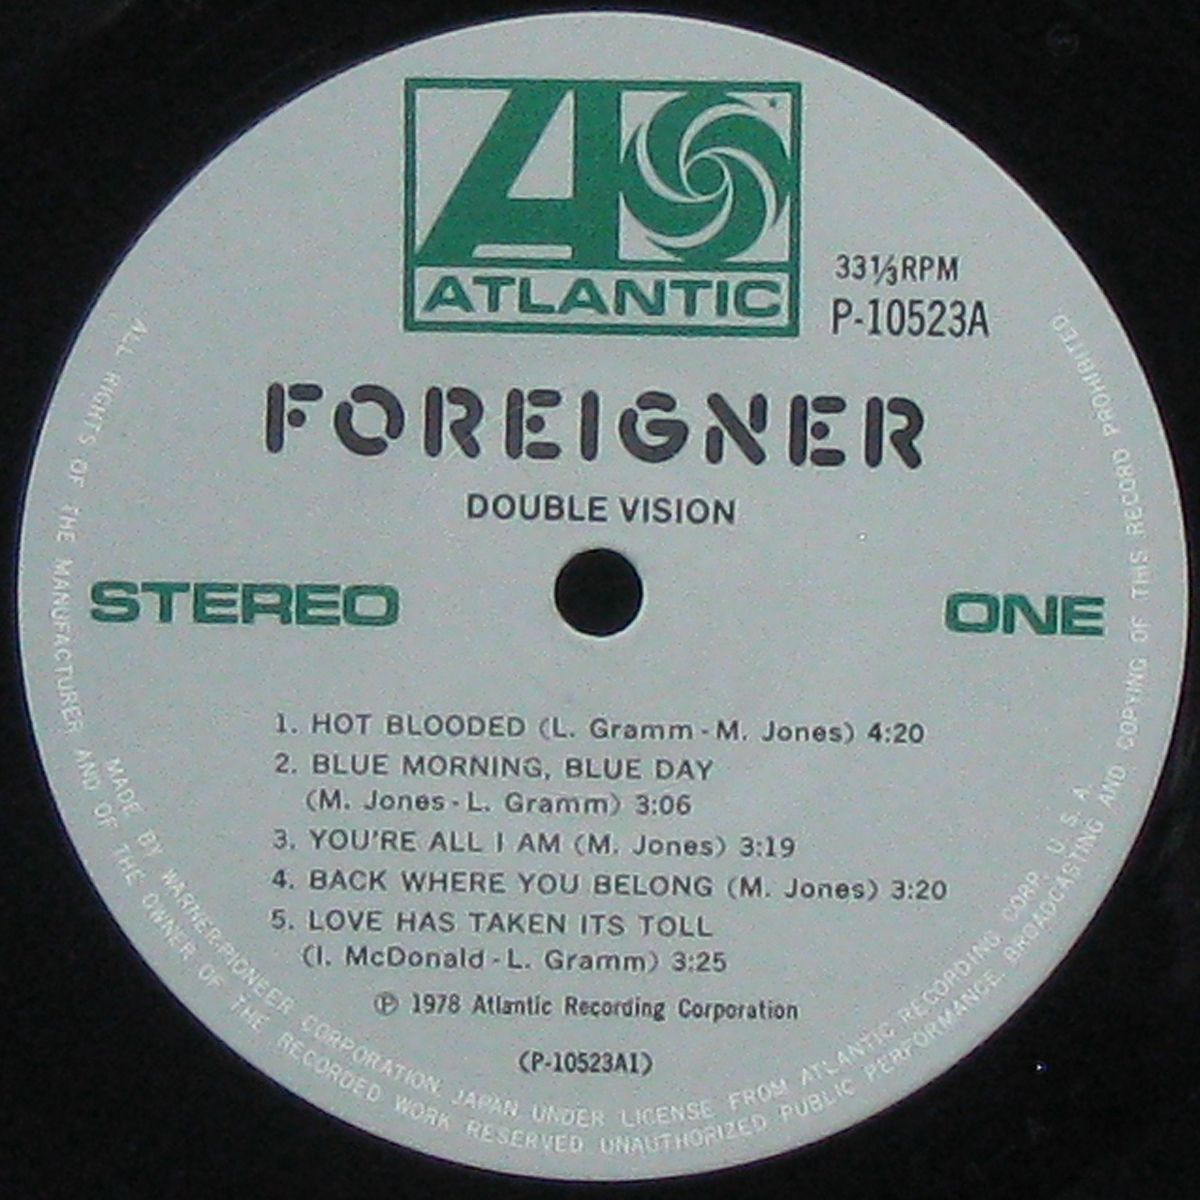 ATLANTIC
33⅓RPM
P-10523A
FOREIGNER
DOUBLE VISION
STEREO
ONE
1. HOT BLOODED (L. Gramm - M. Jones) 4:20
2. BLUE MORNING, BLUE DAY
(M. Jones - L. Gramm) 3:06
3. YOU'RE ALL I AM (M. Jones) 3:19
4. BACK WHERE YOU BELONG (M. Jones) 3:20
5. LOVE HAS TAKEN ITS TOLL
(I. McDonald - L. Gramm) 3:25
℗ 1978 Atlantic Recording Corporation
(P-10523A1)
MADE BY WARNER-PIONEER CORPORATION, JAPAN UNDER LICENSE FROM ATLANTIC RECORDING CORP., U. S. A.
ALL RIGHTS OF THE MANUFACTURER AND OF THE OWNER OF THE RECORDED WORK RESERVED UNAUTHORIZED PUBLIC PERFORMANCE. BROADCASTING AND COPYING OF THIS RECORD PROHIBITED.